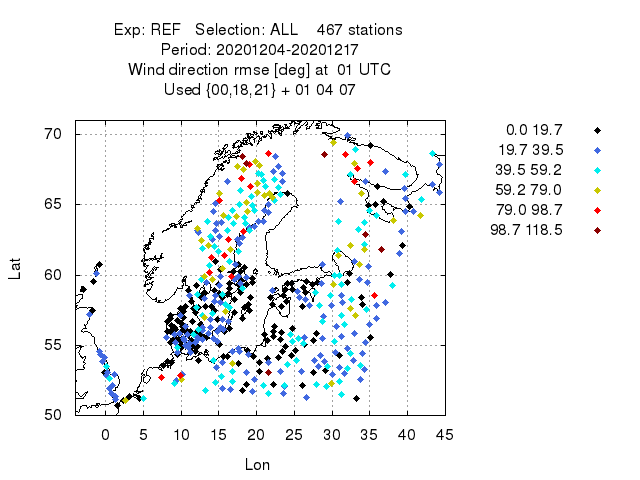 Exp: REF   Selection: ALL    467 stations
Period: 20201204-20201217
Wind direction rmse [deg] at  01 UTC
Used {00,18,21} + 01 04 07
70
65
60
55
50
Lat
0 5 10 15 20 25 30 35 40 45
Lon
0.0 19.7
19.7 39.5
39.5 59.2
59.2 79.0
79.0 98.7
98.7 118.5